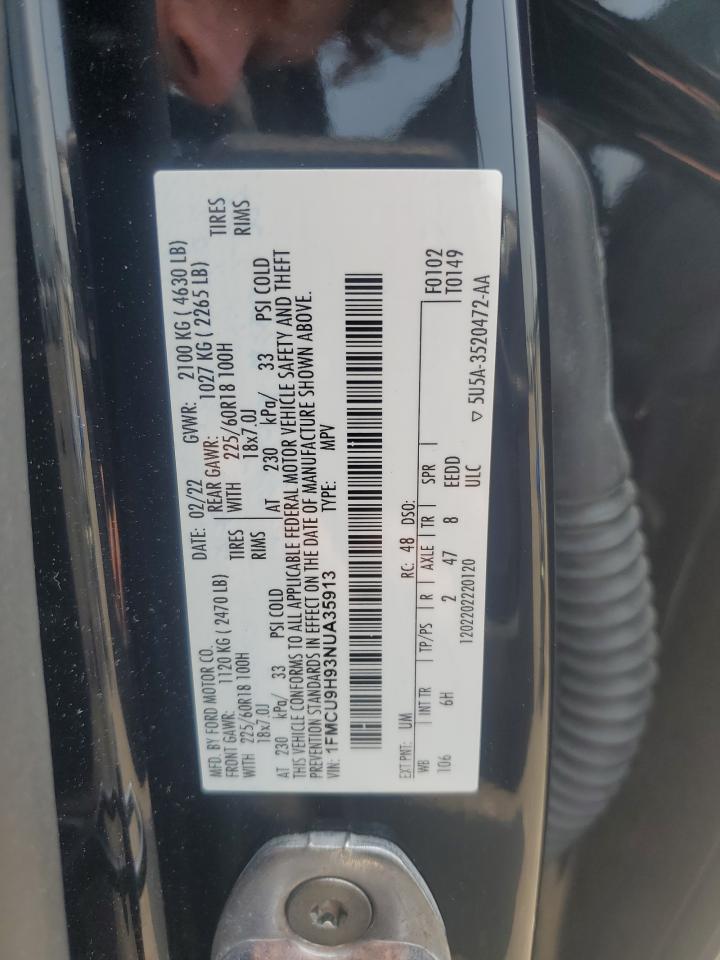 MFD. BY FORD MOTOR CO.
DATE: 02/22 GVWR: 2100 KG ( 4630 LB)
FRONT GAWR: 1120 KG ( 2470 LB) REAR GAWR: 1027 KG ( 2265 LB)
WITH 225/60R18 100H TIRES WITH 225/60R18 100H TIRES
18x7.0J RIMS 18x7.0J RIMS
AT 230 kPa/ 33 PSI COLD AT 230 kPa/ 33 PSI COLD
THIS VEHICLE CONFORMS TO ALL APPLICABLE FEDERAL MOTOR VEHICLE SAFETY AND THEFT
PREVENTION STANDARDS IN EFFECT ON THE DATE OF MANUFACTURE SHOWN ABOVE.
VIN: 1FMCU9H93NUA35913 TYPE: MPV
EXT PNT: UM RC: 48 DSO:
WB INT TR TP/PS R AXLE TR SPR F0102
106 6H 2 47 8 EEDD T0149
1202202220120 ULC
▽ 5U5A-3520472-AA